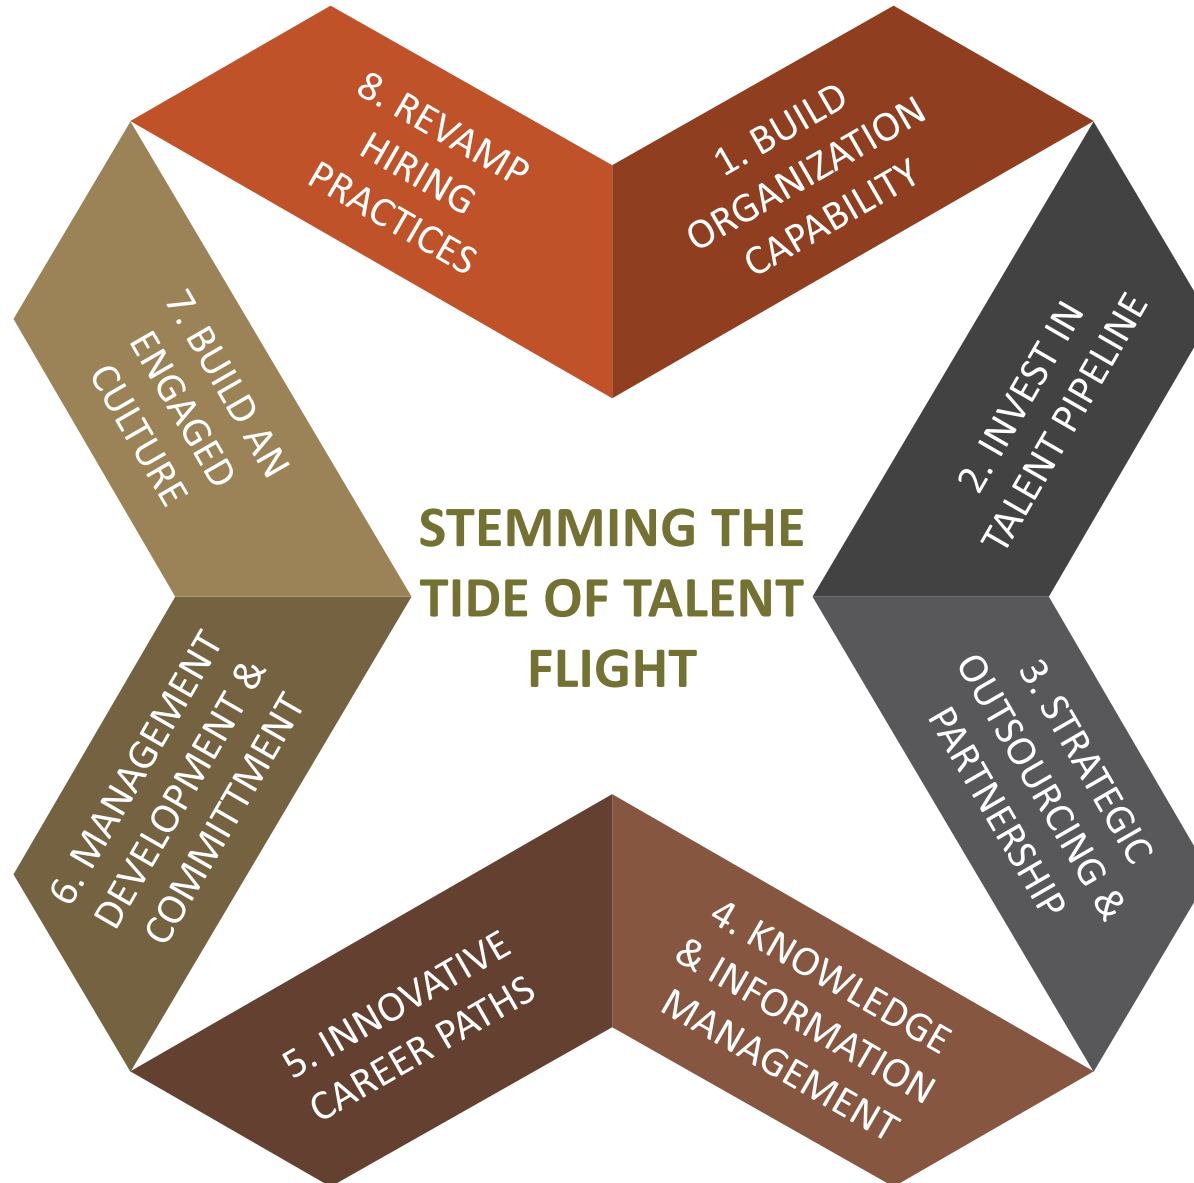 8. REVAMP
HIRING
PRACTICES
1. BUILD
ORGANIZATION
CAPABILITY
2. INVEST IN
TALENT PIPELINE
3. STRATEGIC
OUTSOURCING &
PARTNERSHIP
4. KNOWLEDGE
& INFORMATION
MANAGEMENT
5. INNOVATIVE
CAREER PATHS
6. MANAGEMENT
DEVELOPMENT &
COMMITTMENT
7. BUILD AN
ENGAGED
CULTURE
STEMMING THE
TIDE OF TALENT
FLIGHT